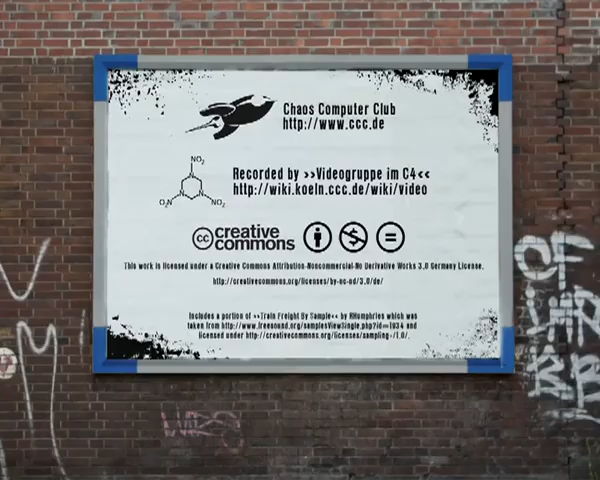 Chaos Computer Club
http://www.ccc.de
NO2
O2N
NO2
N
N
N
Recorded by >>Videogruppe im C4<<
http://wiki.koeln.ccc.de/wiki/video
cc creative commons
This work is licensed under a Creative Commons Attribution-Noncommercial-No Derivative Works 3.0 Germany License.
http://creativecommons.org/licenses/by-nc-nd/3.0/de/
Includes a portion of >>Train Freight By Sample<< by RHumphries which was
taken from http://www.freesound.org/samplesViewSingle.php?id=1934 and
licensed under http://creativecommons.org/licenses/sampling+/1.0/.